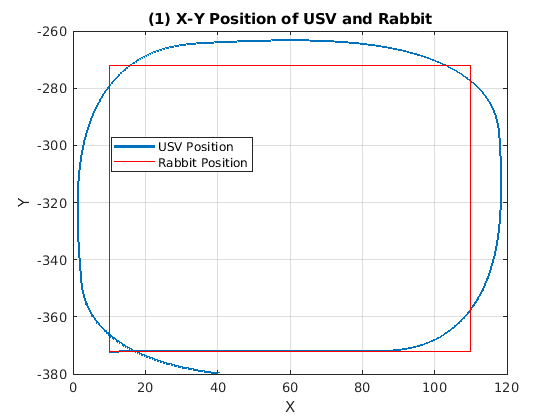 (1) X-Y Position of USV and Rabbit
-260
-280
-300
-320
-340
-360
-380
Y
USV Position
Rabbit Position
0 20 40 60 80 100 120
X